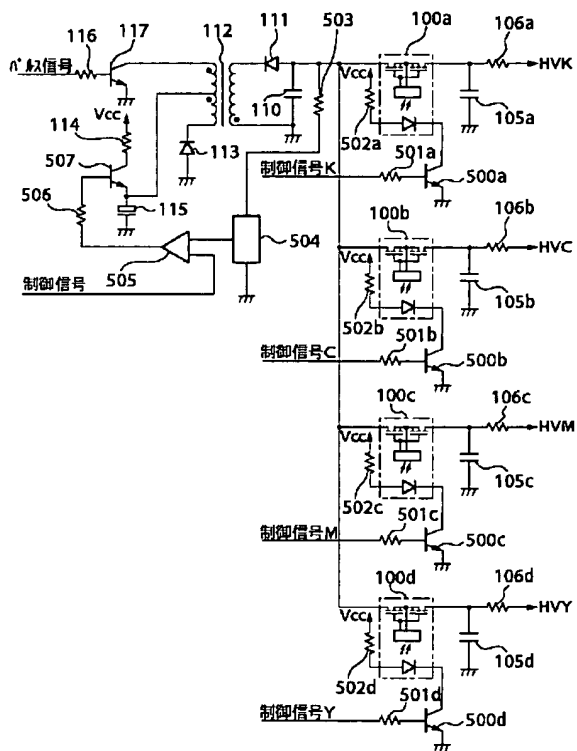 503
100a
106a
111
112
117
116
パルス信号
Vcc
HVK
114
110
105a
507
502a
113
501a
制御信号K
500a
506
115
100b
106b
504
Vcc
HVC
505
制御信号
105b
502b
501b
制御信号C
500b
100c
106c
Vcc
HVM
105c
502c
501c
制御信号M
500c
100d
106d
Vcc
HVY
105d
502d
501d
制御信号Y
500d
Vcc